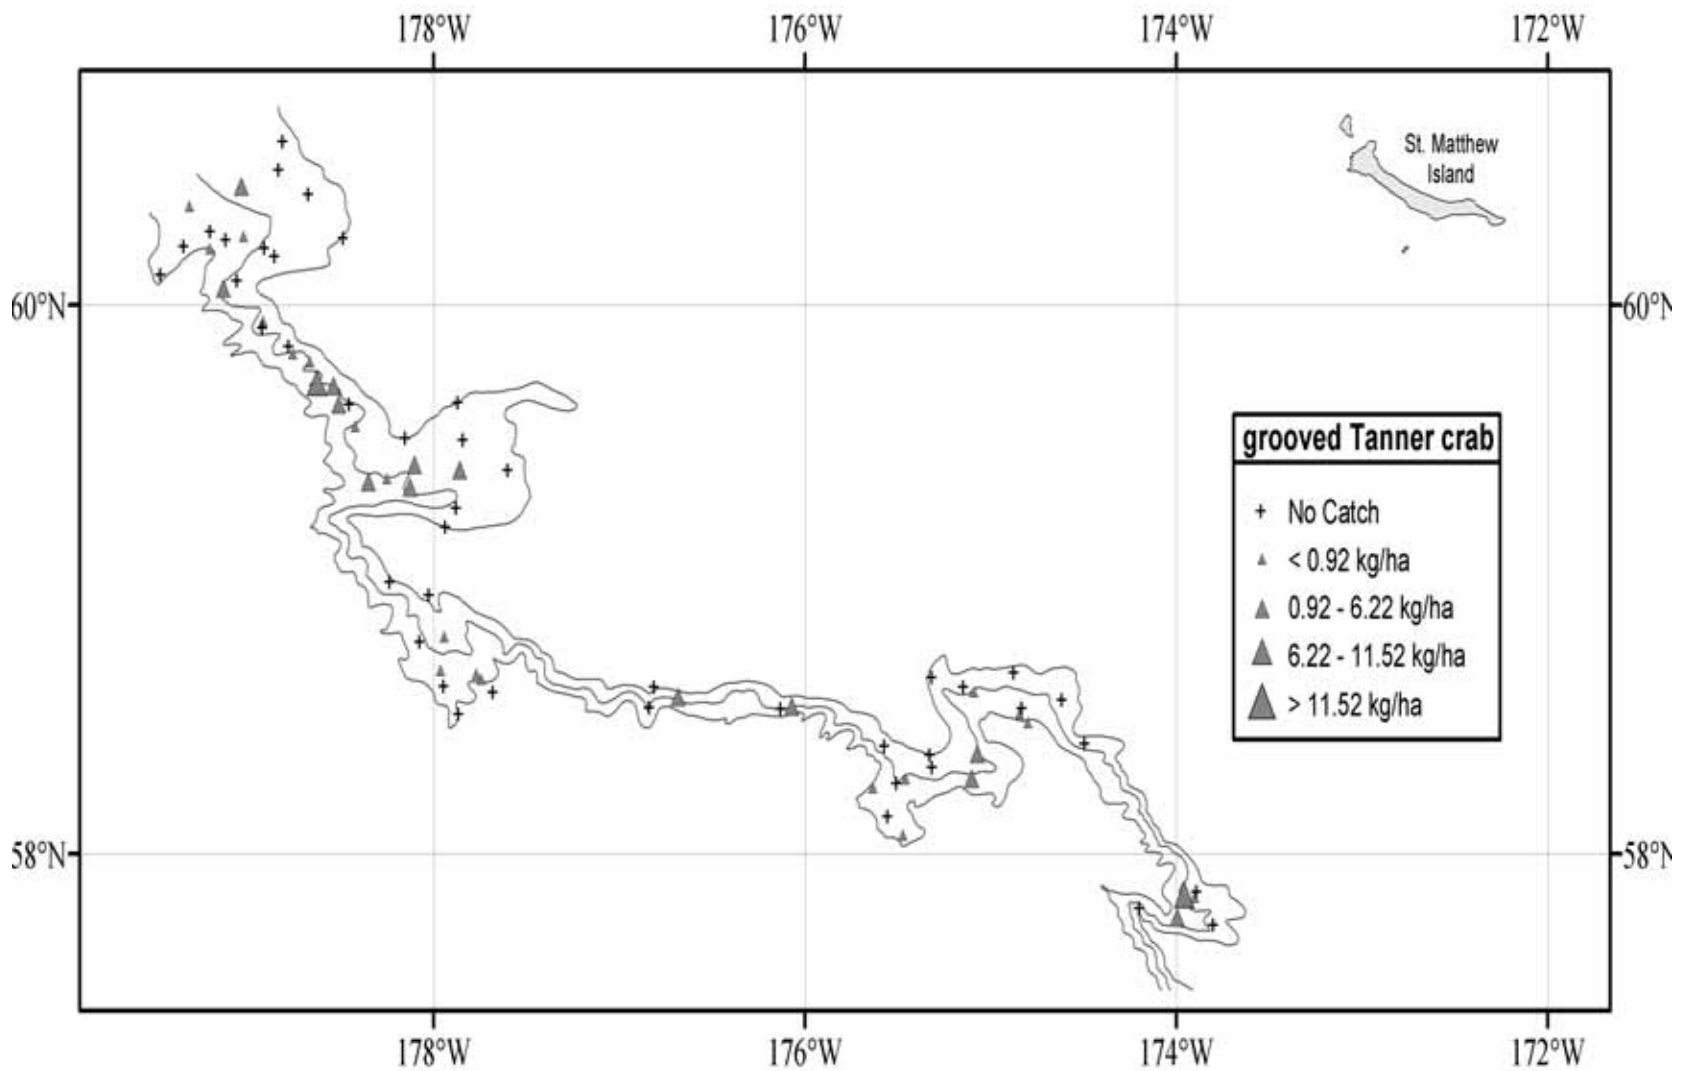 178°W 176°W 174°W 172°W
St. Matthew
Island
60°N 60°N
grooved Tanner crab
No Catch
< 0.92 kg/ha
0.92 - 6.22 kg/ha
6.22 - 11.52 kg/ha
> 11.52 kg/ha
58°N 58°N
178°W 176°W 174°W 172°W